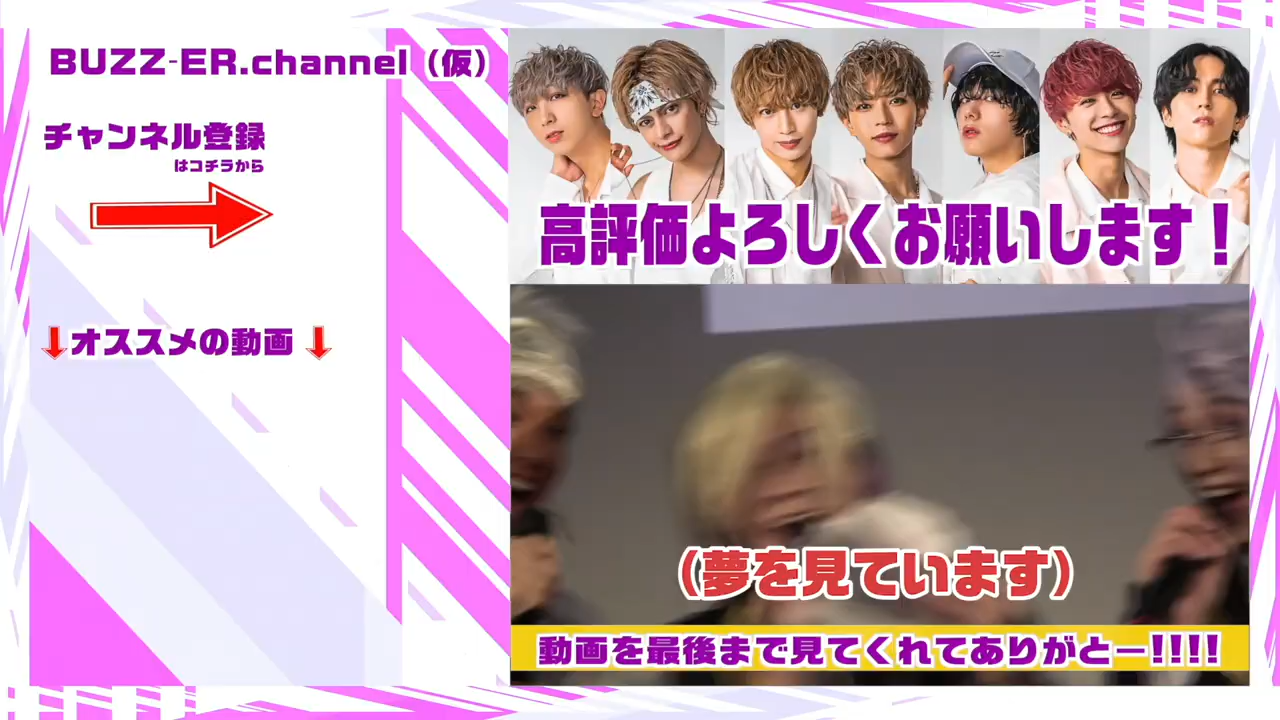 BUZZ-ER.channel（仮）
チャンネル登録
はコチラから
⬇オススメの動画⬇
高評価よろしくお願いします！
（夢を見ています）
動画を最後まで見てくれてありがとー!!!!